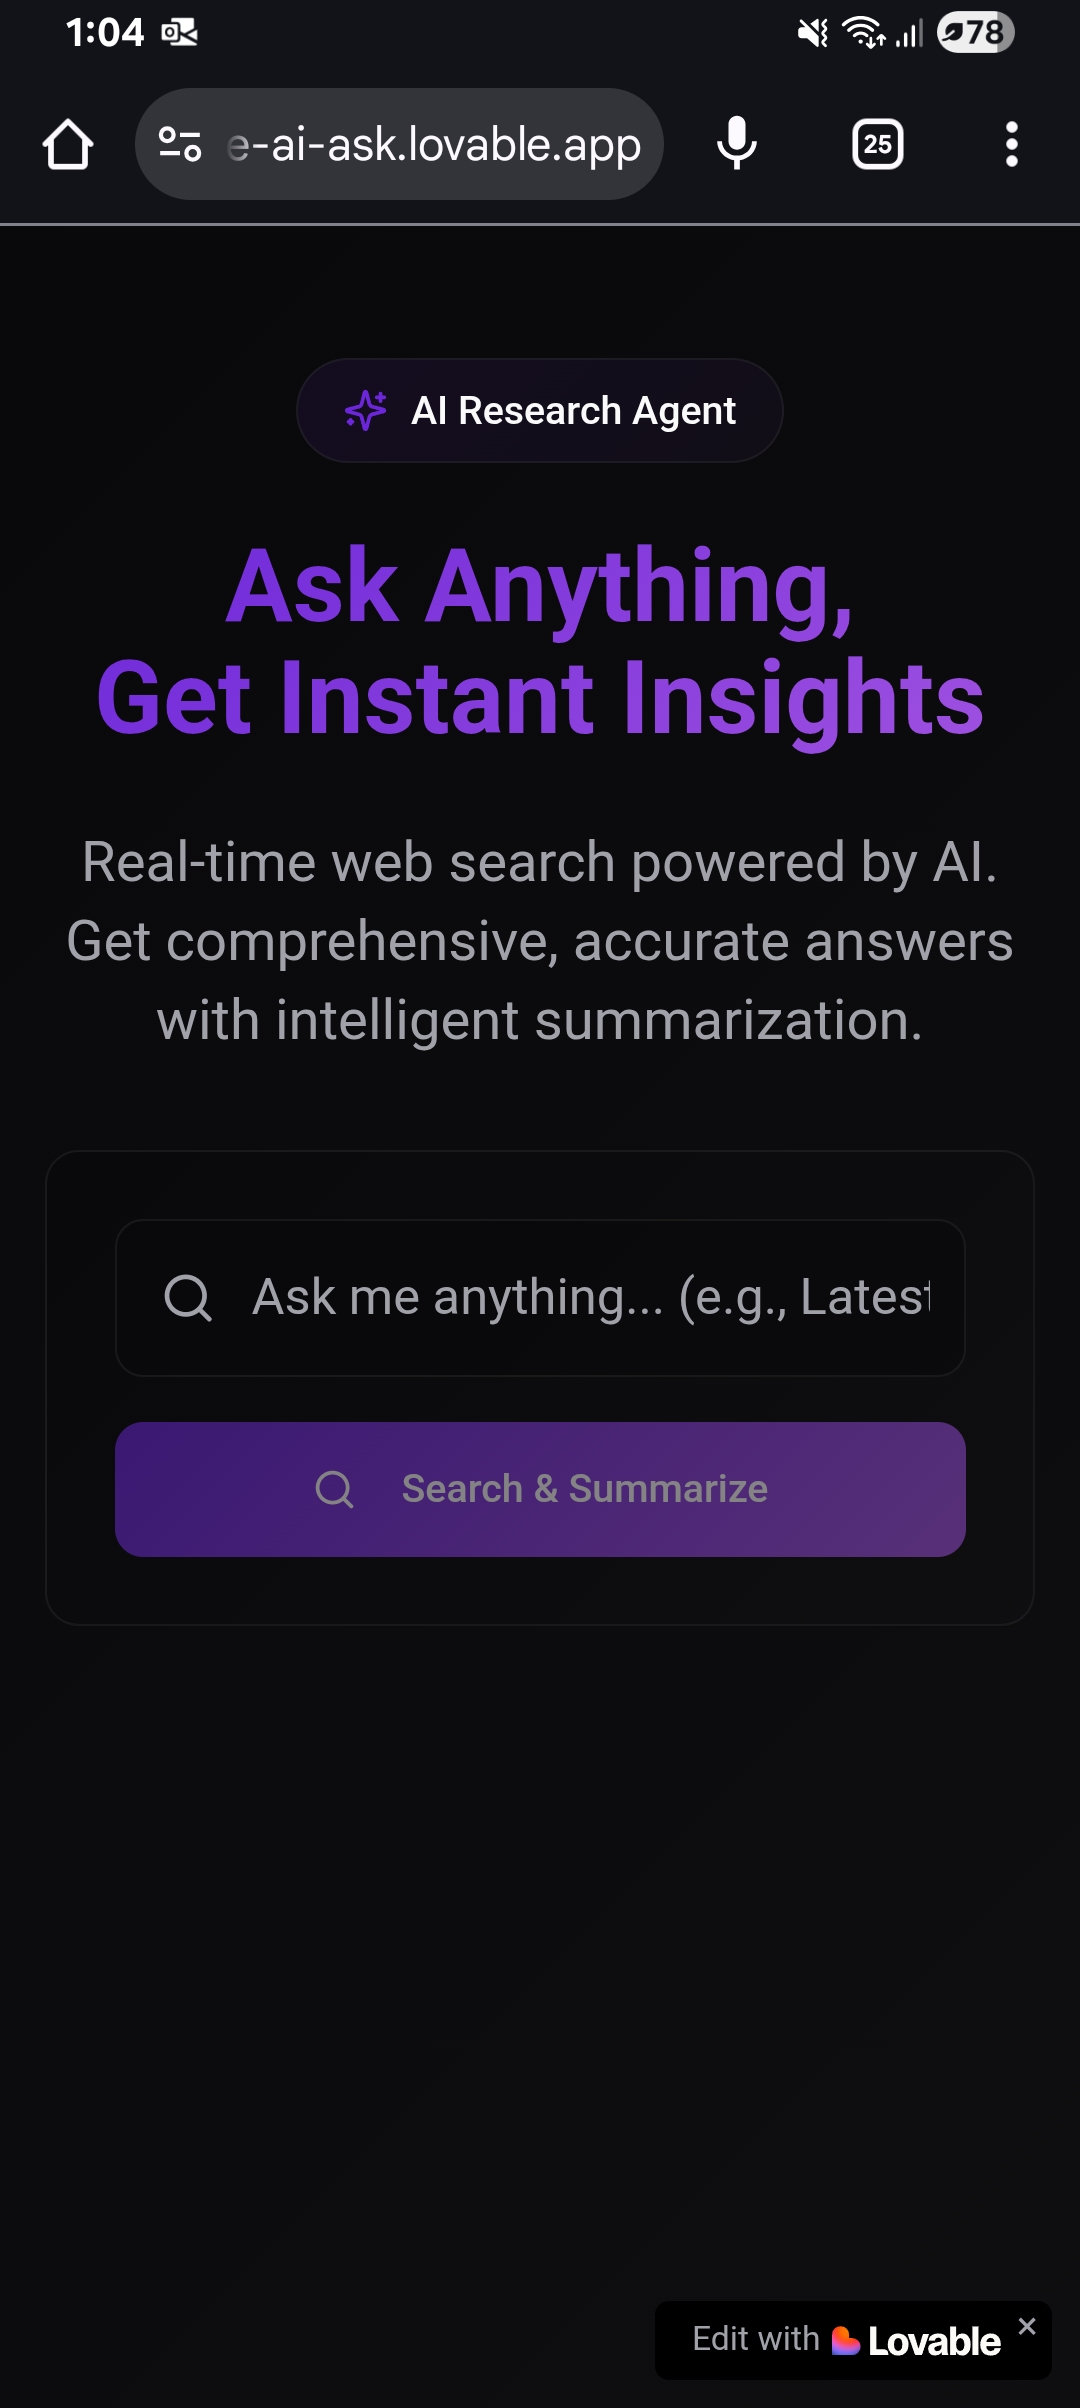 1:04
78
e-ai-ask.lovable.app
25
AI Research Agent
Ask Anything,
Get Instant Insights
Real-time web search powered by AI.
Get comprehensive, accurate answers
with intelligent summarization.
Ask me anything... (e.g., Latest
Search & Summarize
Edit with Lovable